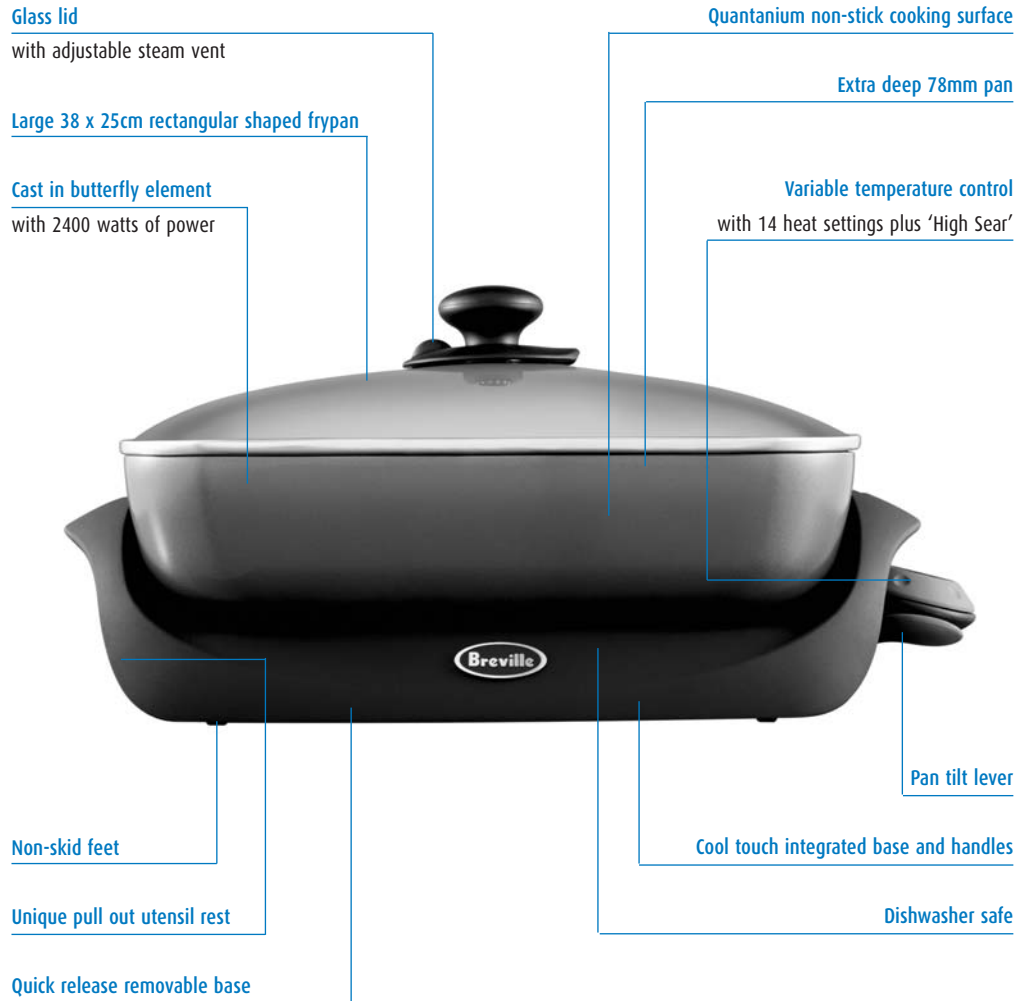 Glass lid
with adjustable steam vent
Large 38 x 25cm rectangular shaped frypan
Cast in butterfly element
with 2400 watts of power
Quantanium non-stick cooking surface
Extra deep 78mm pan
Variable temperature control
with 14 heat settings plus ‘High Sear’
Breville
Non-skid feet
Unique pull out utensil rest
Quick release removable base
Pan tilt lever
Cool touch integrated base and handles
Dishwasher safe